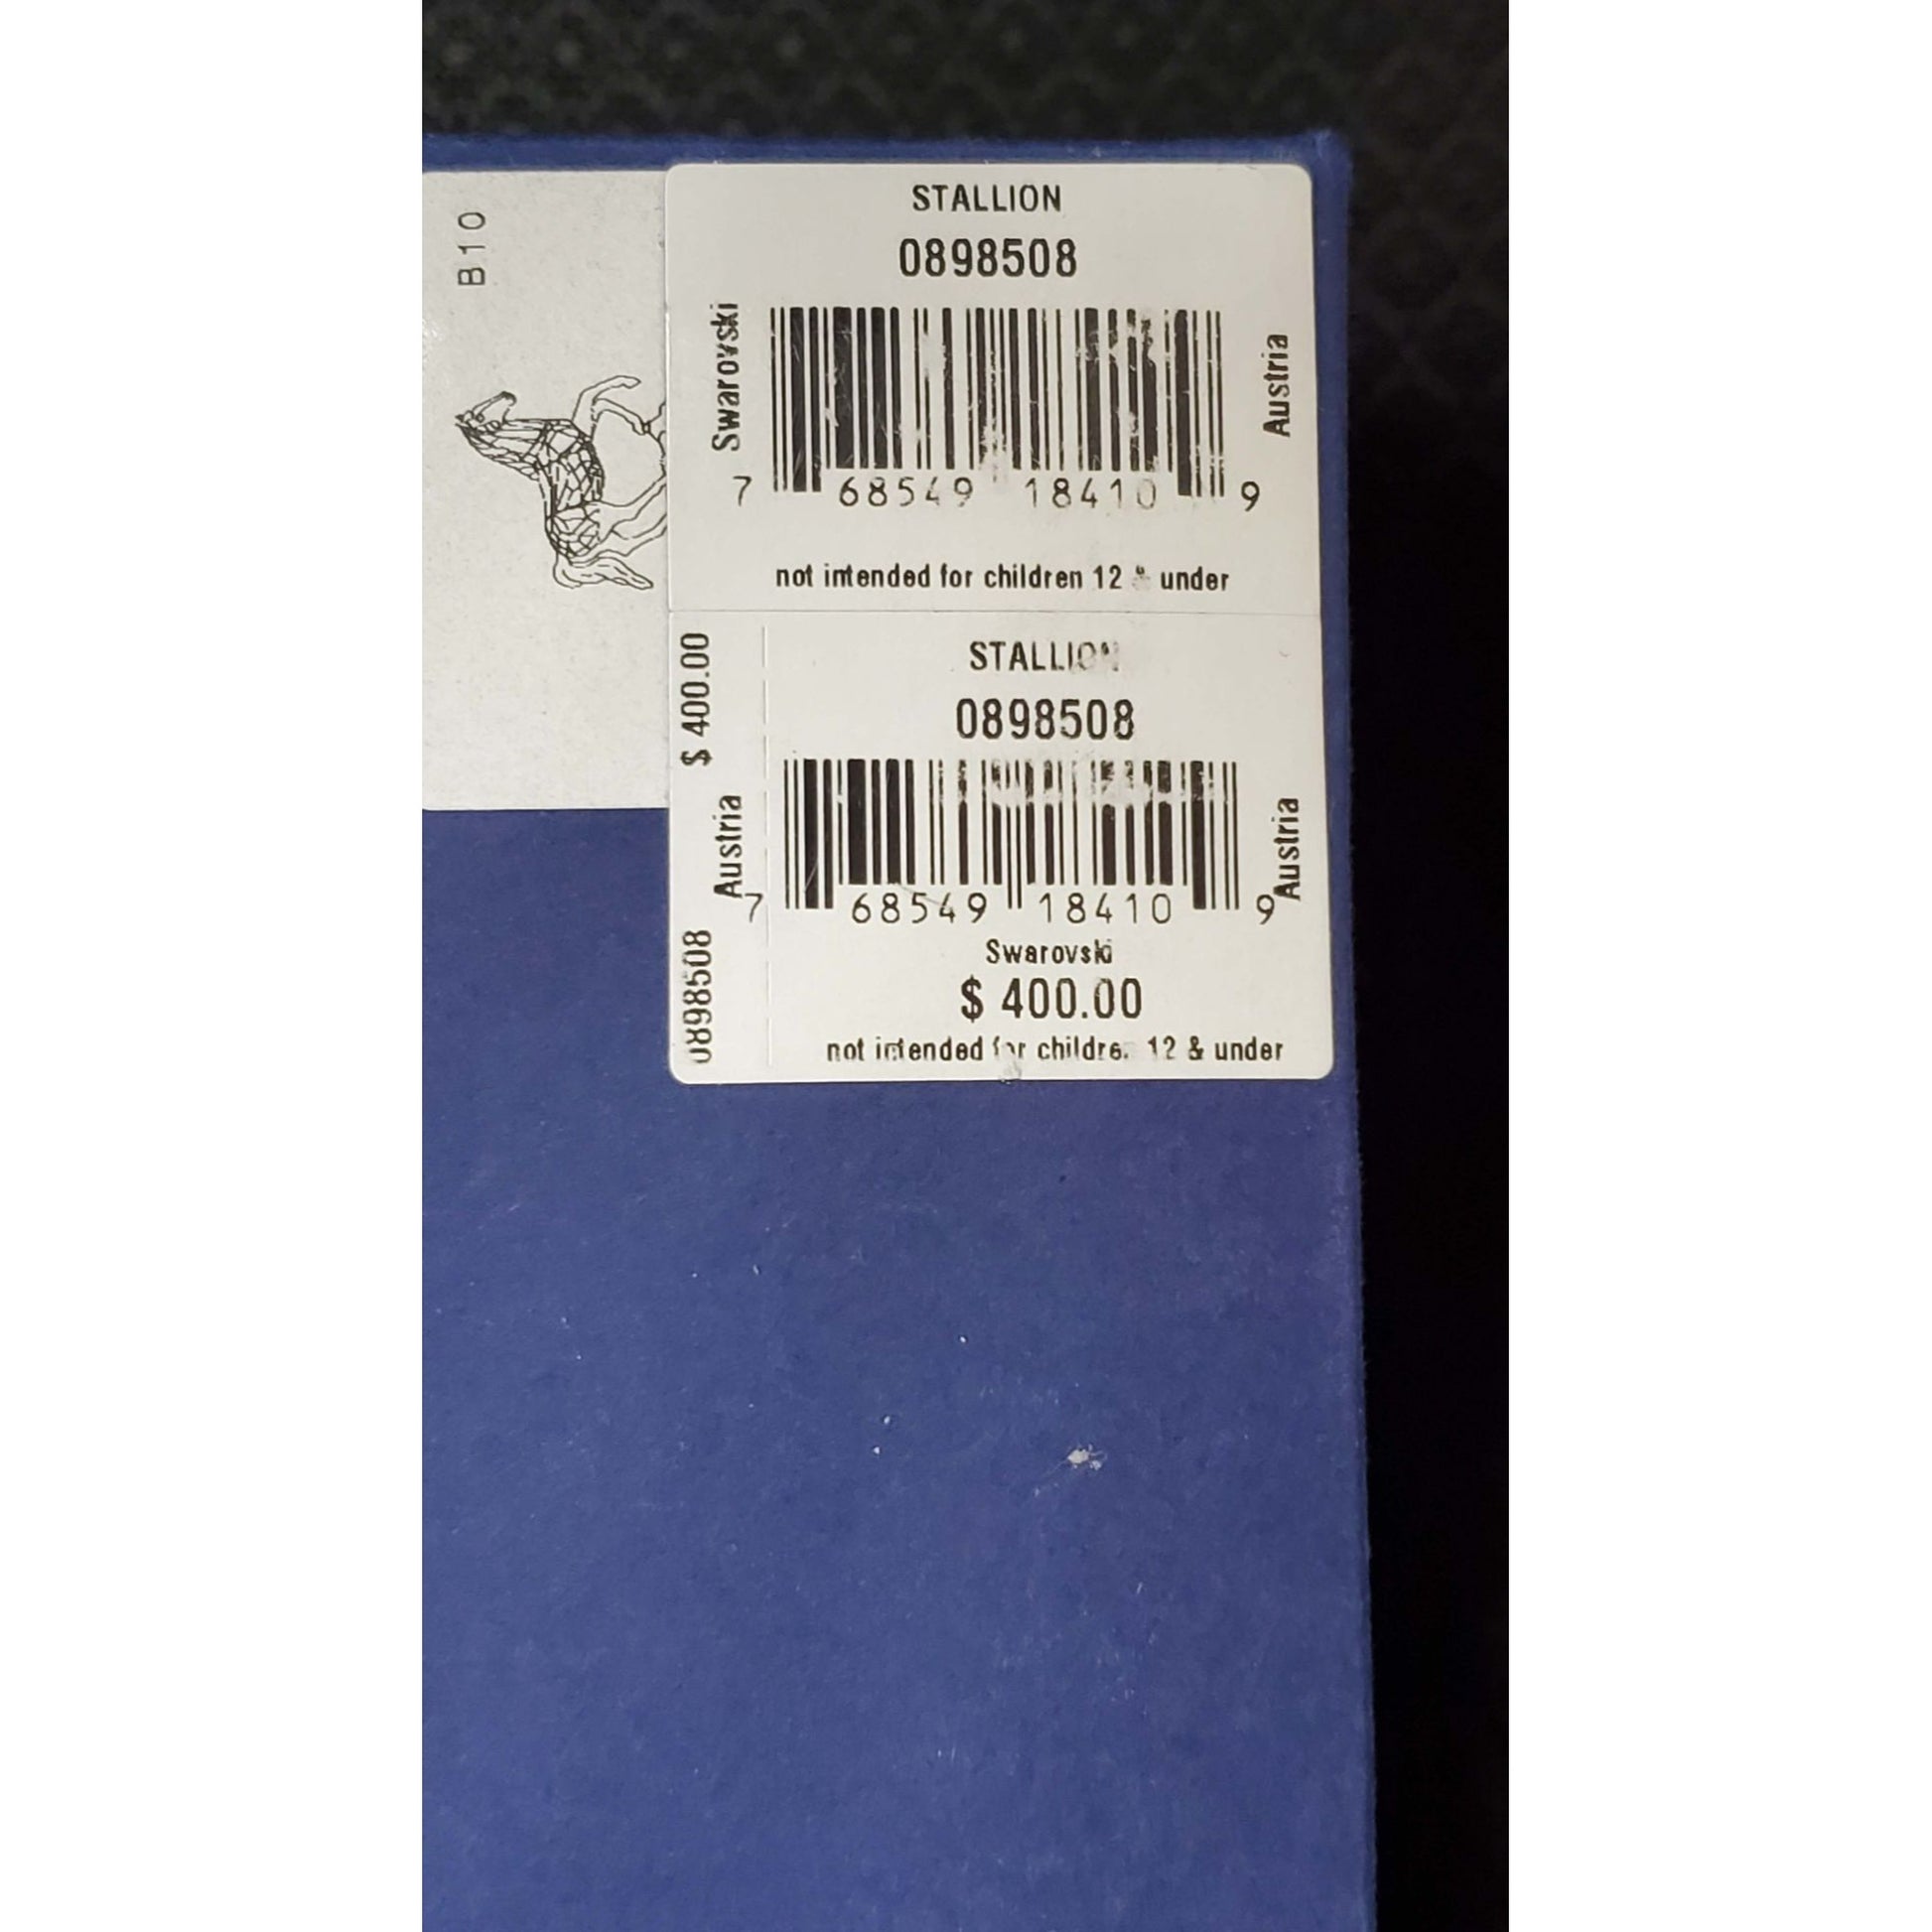 B10
STALLION
0898508
Swarovski
Austria
7 68549 18410 9
not intended for children 12 & under
$ 400.00
Austria
0898508
STALLION
0898508
Austria
7 68549 18410 9
Swarovski
$ 400.00
not intended for children 12 & under